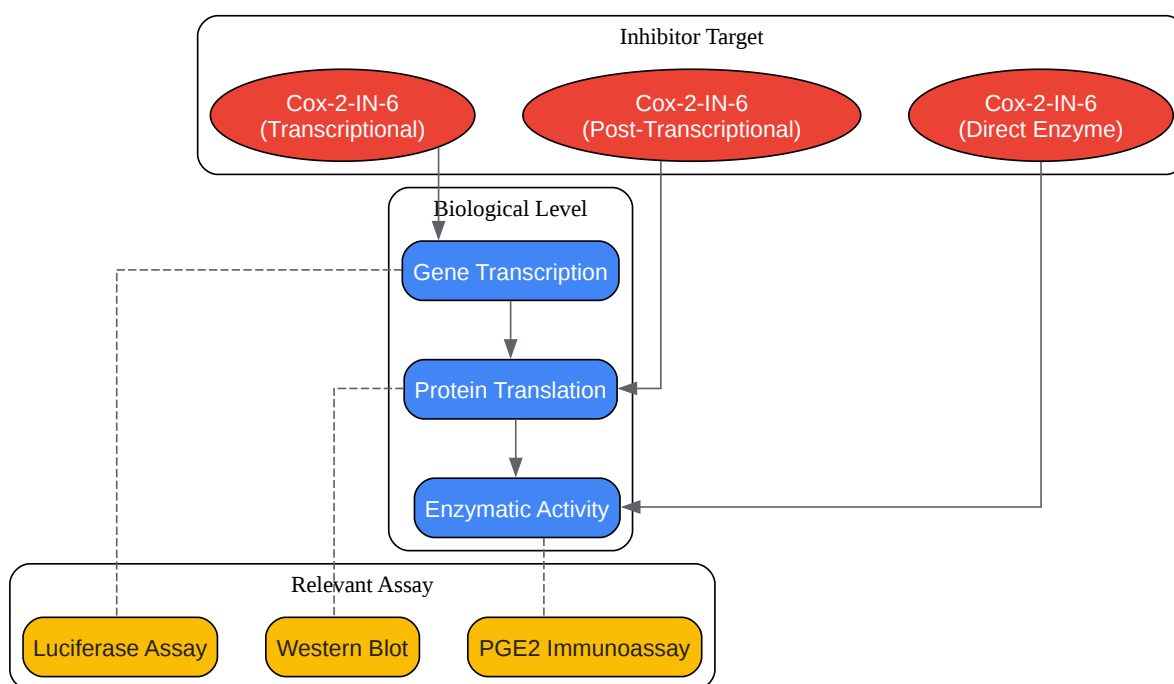 Inhibitor Target
Cox-2-IN-6
(Transcriptional)
Cox-2-IN-6
(Post-Transcriptional)
Cox-2-IN-6
(Direct Enzyme)
Biological Level
Gene Transcription
Protein Translation
Enzymatic Activity
Relevant Assay
Luciferase Assay
Western Blot
PGE2 Immunoassay